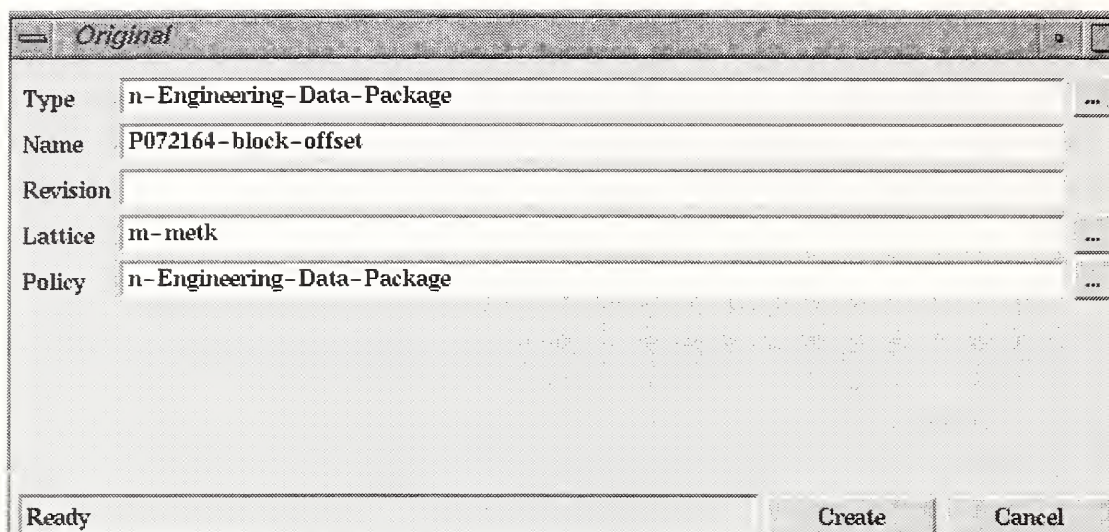 Original
Type n-Engineering-Data-Package ...
Name P072164-block-offset
Revision
Lattice m-metk ...
Policy n-Engineering-Data-Package ...
Ready Create Cancel